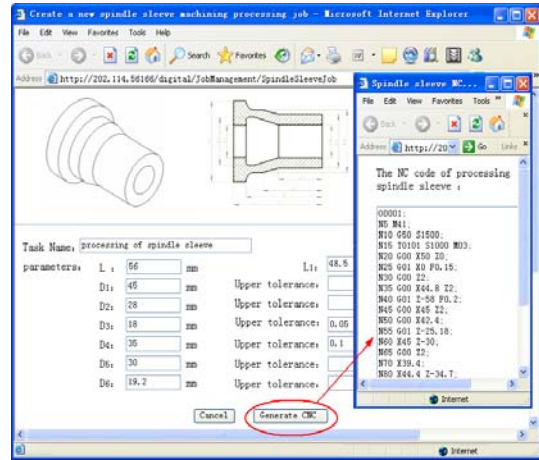 Create a new spindle sleeve machining processing job - Microsoft Internet Explorer
File Edit View Favorites Tools Help
Back Search Favorites
Address http://202.114.56166/digital/JobManagement/SpindleSleeveJob
Task Name: processing of spindle sleeve
parameters: L : 56 mm L1: 48.5
D1: 45 mm Upper tolerance:
D2: 28 mm Upper tolerance:
D3: 18 mm Upper tolerance: 0.05
D4: 35 mm Upper tolerance: 0.1
D5: 30 mm Upper tolerance:
D6: 19.2 mm Upper tolerance:
Cancel Generate CNC
Internet
Spindle sleeve NC...
File Edit View Favorites Tools
Back
Address http://20 Go Links
The NC code of processing
spindle sleeve :
O0001;
N5 M41;
N10 G50 S1500;
N15 T0101 S1000 M03;
N20 G00 X50 Z0;
N25 G01 X0 F0.15;
N30 G00 Z2;
N35 G00 X44.8 Z2;
N40 G01 Z-58 F0.2;
N45 G00 X45 Z2;
N50 G00 X42.4;
N55 G01 Z-25.18;
N60 X45 Z-30;
N65 G00 Z2;
N70 X39.4;
N80 X44.4 Z-34.7;
Internet